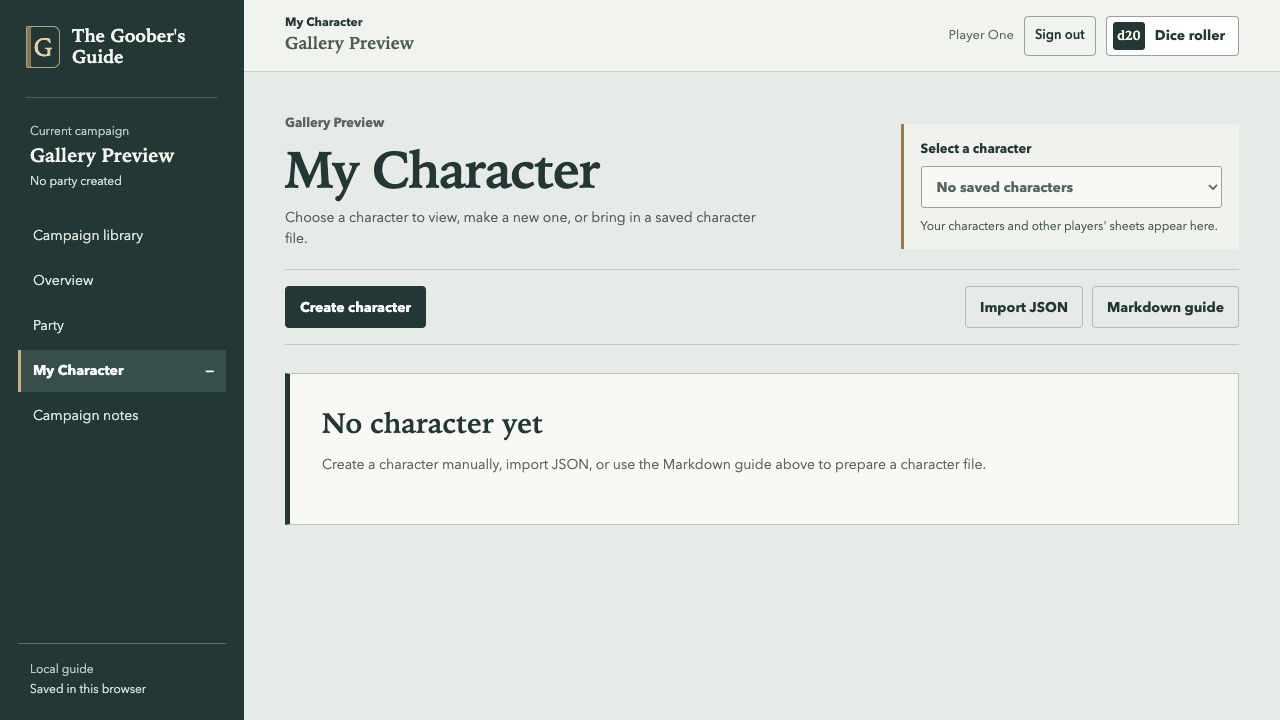 G
The Goober's
Guide
Current campaign
Gallery Preview
No party created
Campaign library
Overview
Party
My Character –
Campaign notes
Local guide
Saved in this browser
My Character
Gallery Preview
Player One
Sign out
d20 Dice roller
Gallery Preview
My Character
Choose a character to view, make a new one, or bring in a saved character
file.
Select a character
No saved characters
Your characters and other players' sheets appear here.
Create character
Import JSON
Markdown guide
No character yet
Create a character manually, import JSON, or use the Markdown guide above to prepare a character file.